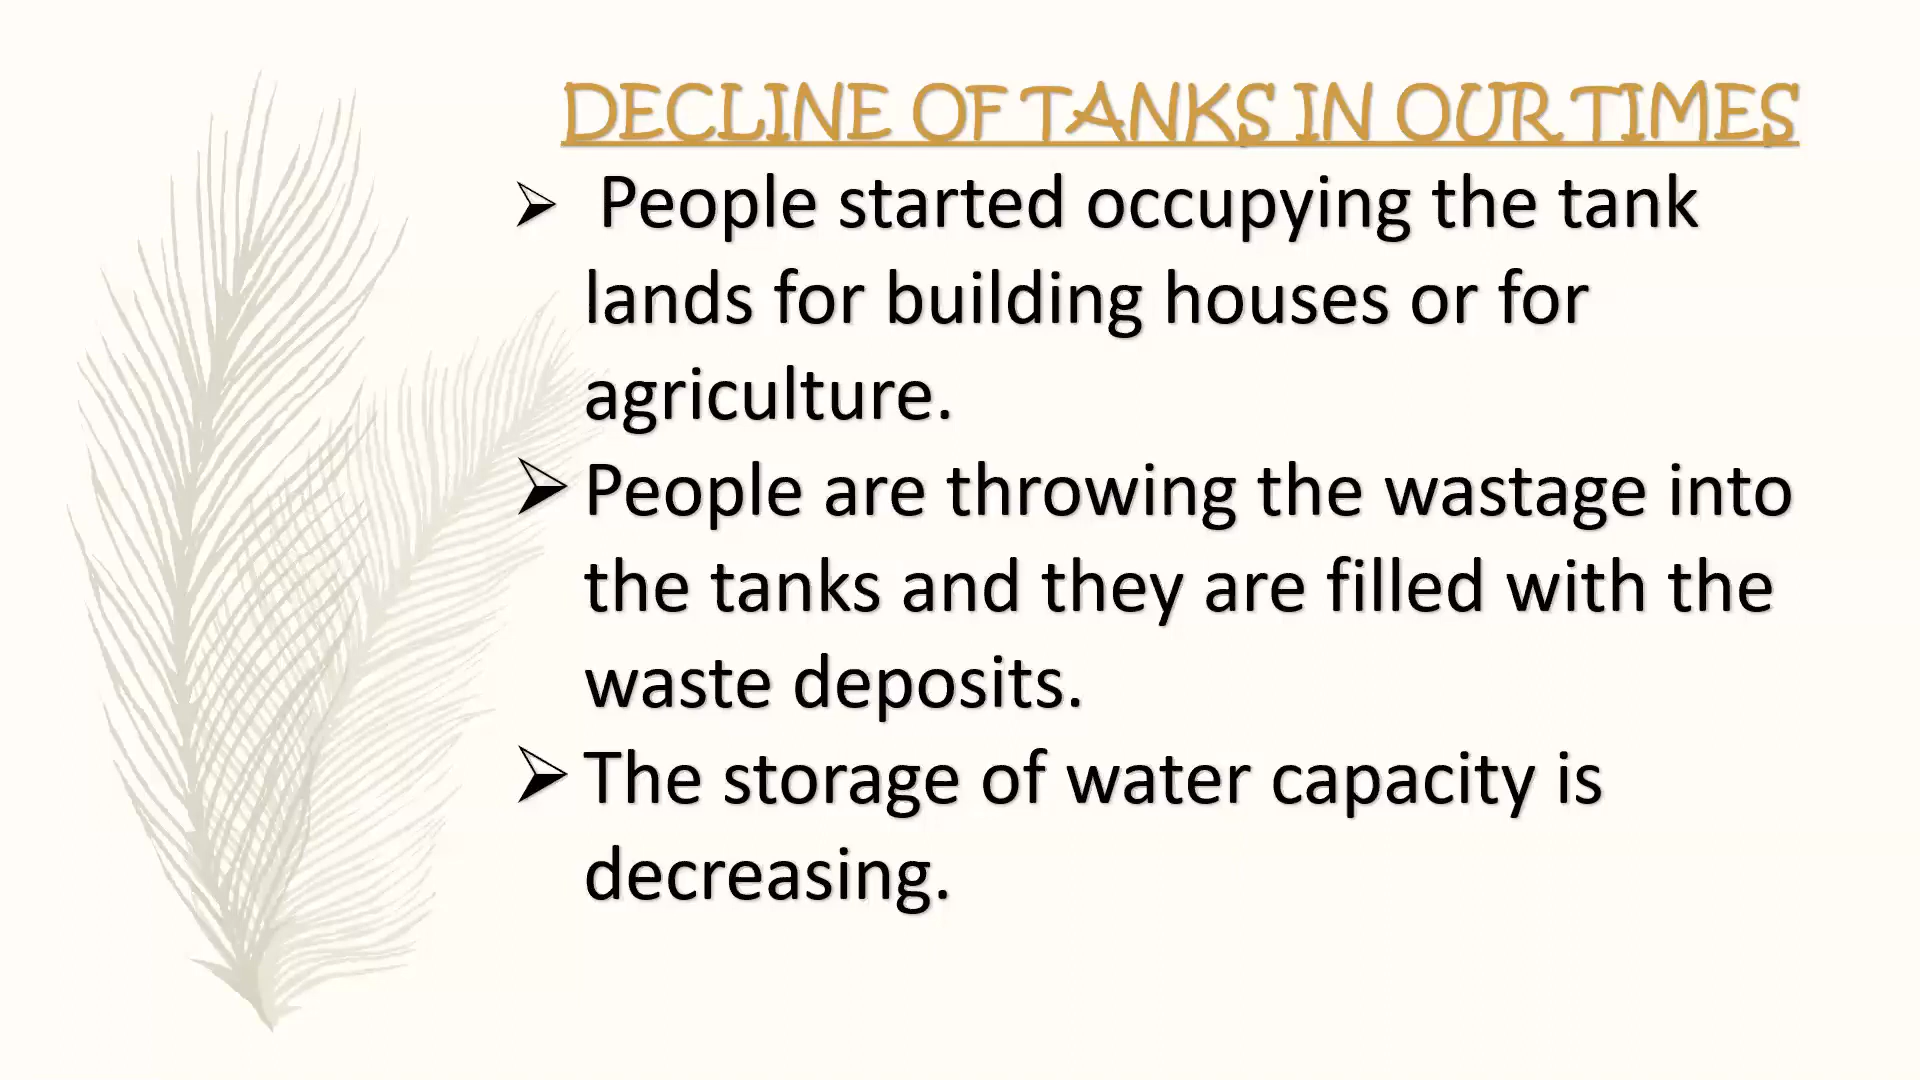 DECLINE OF TANKS IN OUR TIMES
➢ People started occupying the tank
lands for building houses or for
agriculture.
➢ People are throwing the wastage into
the tanks and they are filled with the
waste deposits.
➢ The storage of water capacity is
decreasing.